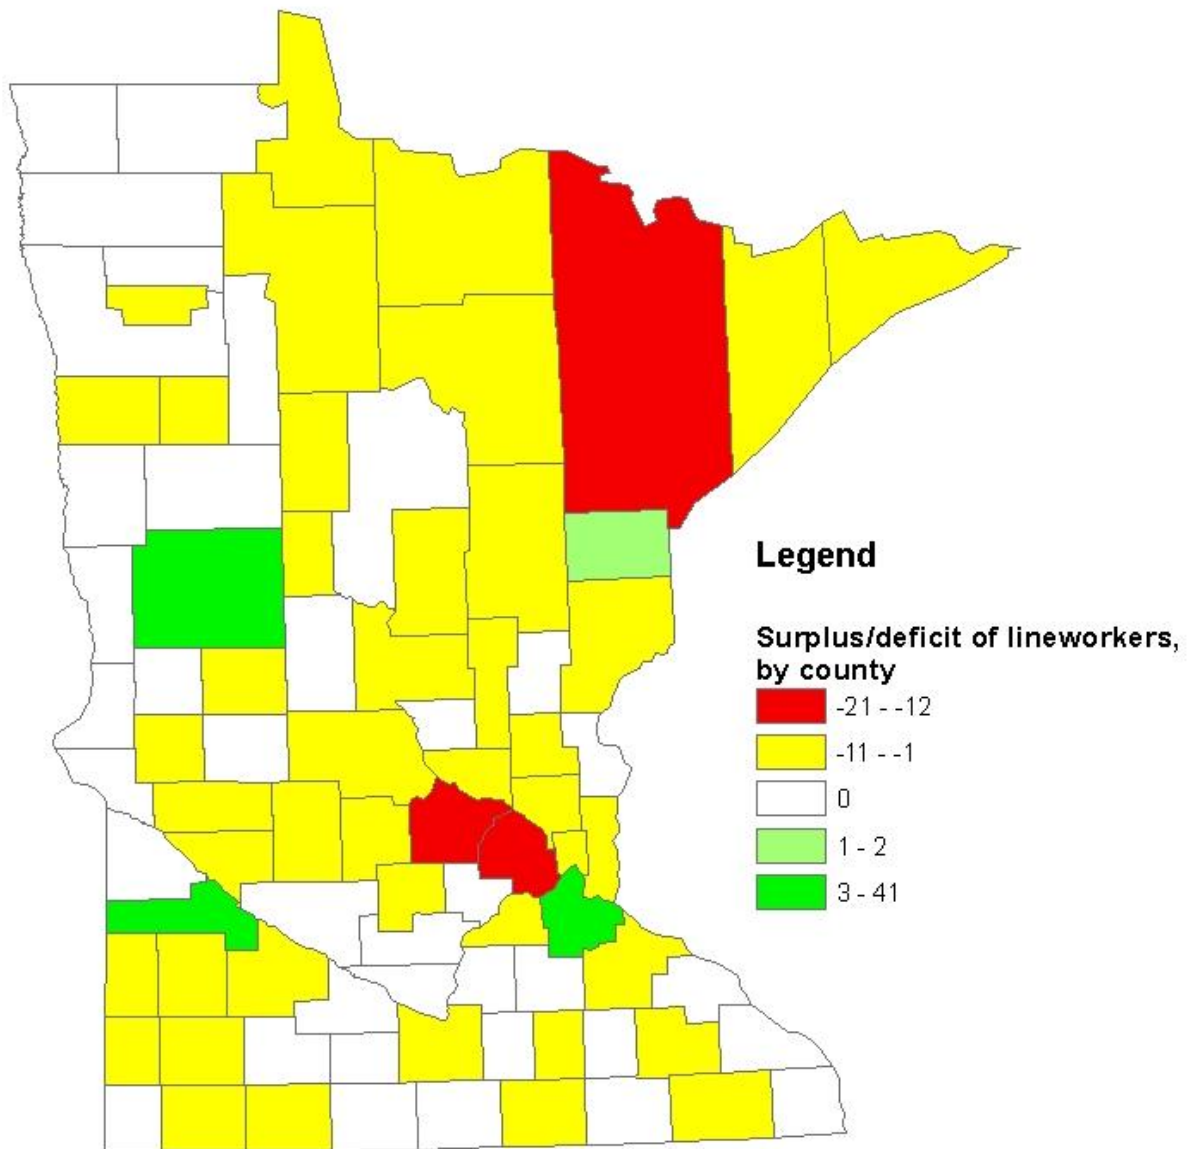 Legend
Surplus/deficit of lineworkers,
by county
-21 - -12
-11 - -1
0
1 - 2
3 - 41